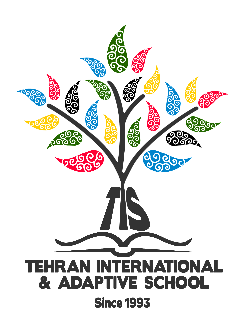 TIS
TEHRAN INTERNATIONAL
& ADAPTIVE SCHOOL
Since 1993